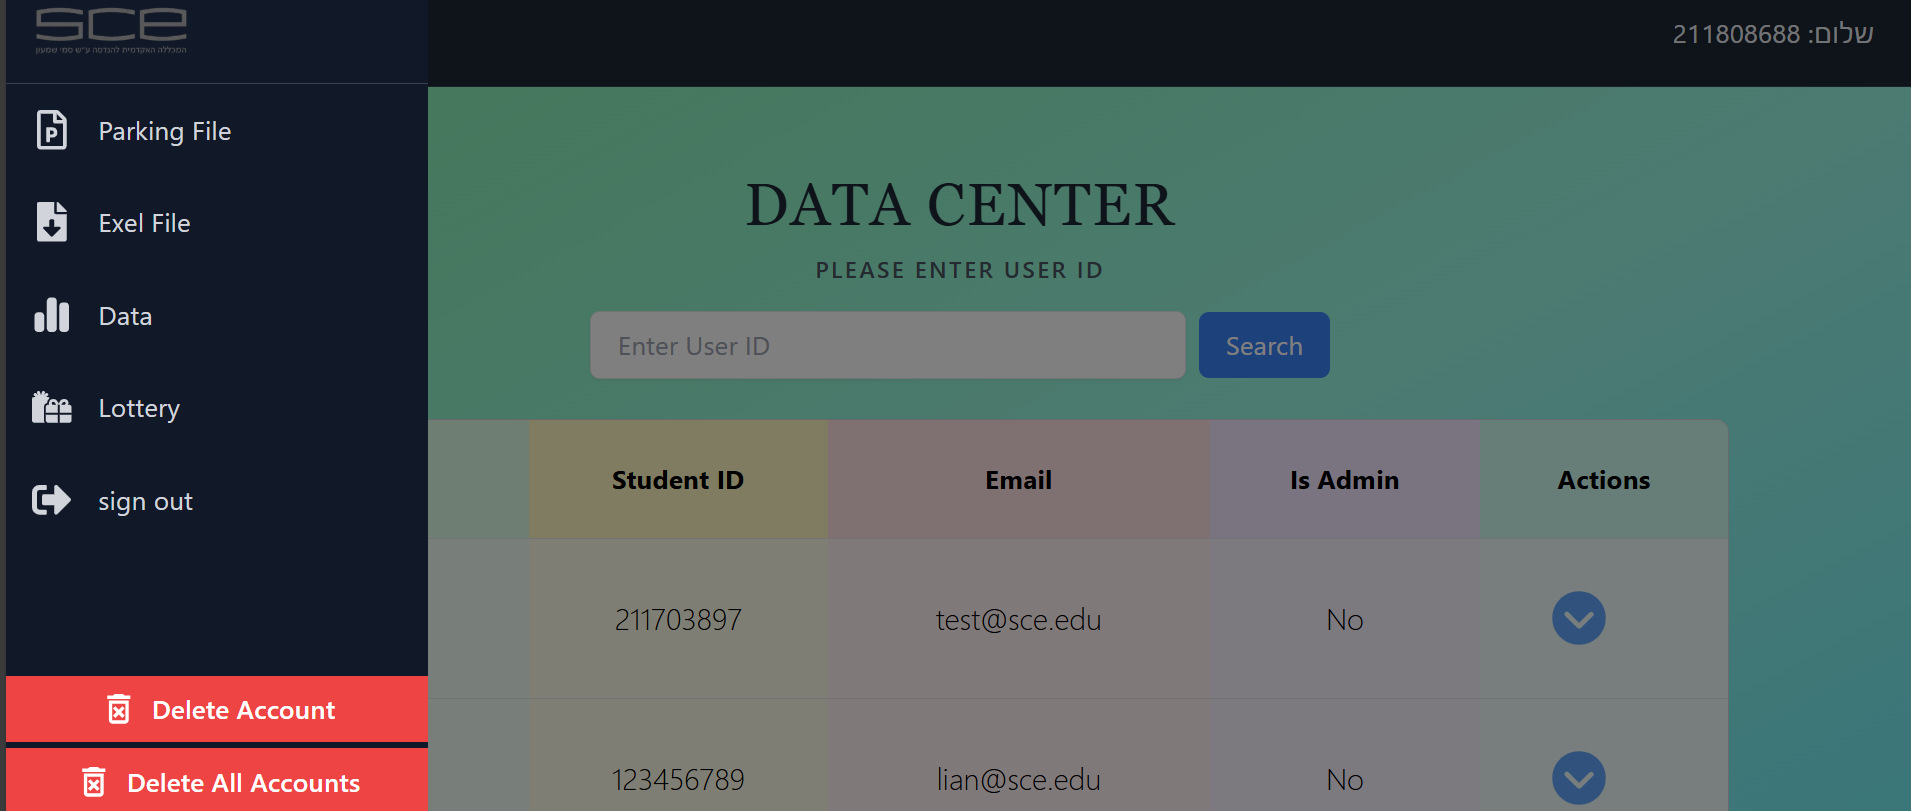 sce
המכללה האקדמית להנדסה ע״ש סמי שמעון
שלום: 211808688
Parking File
Exel File
Data
Lottery
sign out
Delete Account
Delete All Accounts
DATA CENTER
PLEASE ENTER USER ID
Enter User ID
Search
Student ID Email Is Admin Actions
211703897 test@sce.edu No
123456789 lian@sce.edu No